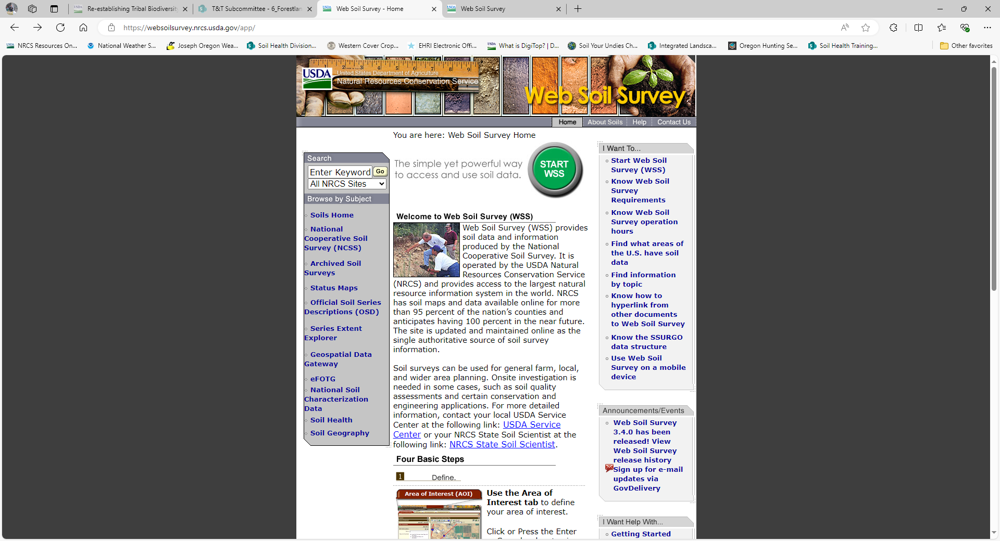 Re-establishing Tribal Biodiversity
T&T Subcommittee - 6_Forestlan
Web Soil Survey - Home
Web Soil Survey
https://websoilsurvey.nrcs.usda.gov/app/
NRCS Resources On...
National Weather S...
Joseph Oregon Wea...
Soil Health Division...
Western Cover Crop...
EHRI Electronic Offi...
What is DigiTop? | D...
Soil Your Undies Ch...
Integrated Landsca...
Oregon Hunting Se...
Soil Health Training...
Other favorites
USDA
United States Department of Agriculture
Natural Resources Conservation Service
Web Soil Survey
Home
About Soils
Help
Contact Us
You are here: Web Soil Survey Home
Search
Enter Keyword
Go
All NRCS Sites
Browse by Subject
Soils Home
National
Cooperative Soil
Survey (NCSS)
Archived Soil
Surveys
Status Maps
Official Soil Series
Descriptions (OSD)
Series Extent
Explorer
Geospatial Data
Gateway
eFOTG
National Soil
Characterization
Data
Soil Health
Soil Geography
The simple yet powerful way
to access and use soil data.
START
WSS
Welcome to Web Soil Survey (WSS)
Web Soil Survey (WSS) provides
soil data and information
produced by the National
Cooperative Soil Survey. It is
operated by the USDA Natural
Resources Conservation Service
(NRCS) and provides access to the largest natural
resource information system in the world. NRCS
has soil maps and data available online for more
than 95 percent of the nation’s counties and
anticipates having 100 percent in the near future.
The site is updated and maintained online as the
single authoritative source of soil survey
information.
Soil surveys can be used for general farm, local,
and wider area planning. Onsite investigation is
needed in some cases, such as soil quality
assessments and certain conservation and
engineering applications. For more detailed
information, contact your local USDA Service
Center at the following link: USDA Service
Center or your NRCS State Soil Scientist at the
following link: NRCS State Soil Scientist.
Four Basic Steps
1 Define.
Area of Interest (AOI)
Use the Area of
Interest tab to define
your area of interest.
Click or Press the Enter
I Want To...
Start Web Soil
Survey (WSS)
Know Web Soil
Survey
Requirements
Know Web Soil
Survey operation
hours
Find what areas of
the U.S. have soil
data
Find information
by topic
Know how to
hyperlink from
other documents
to Web Soil Survey
Know the SSURGO
data structure
Use Web Soil
Survey on a mobile
device
Announcements/Events
Web Soil Survey
3.4.0 has been
released! View
Web Soil Survey
release history
Sign up for e-mail
updates via
GovDelivery
I Want Help With...
Getting Started